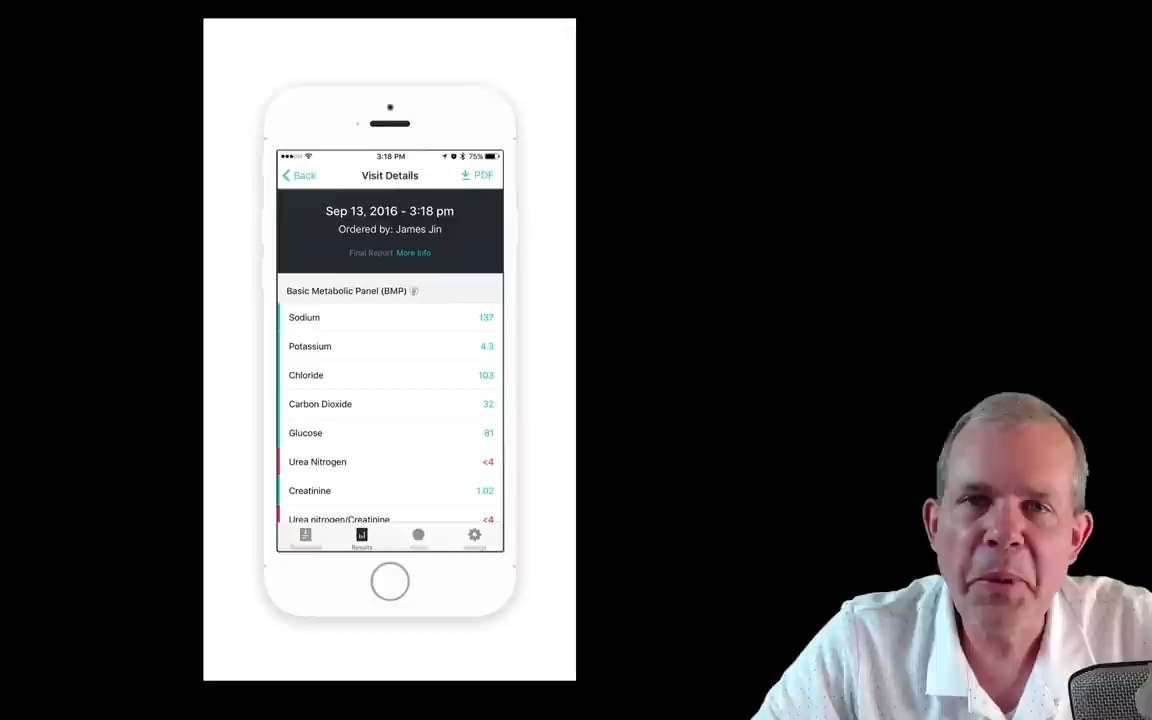 3:18 PM
75%
Back
Visit Details
PDF
Sep 13, 2016 - 3:18 pm
Ordered by: James Jin
Final Report More Info
Basic Metabolic Panel (BMP)
Sodium 137
Potassium 4.3
Chloride 103
Carbon Dioxide 32
Glucose 81
Urea Nitrogen <4
Creatinine 1.02
Urea nitrogen/Creatinine <4
Results